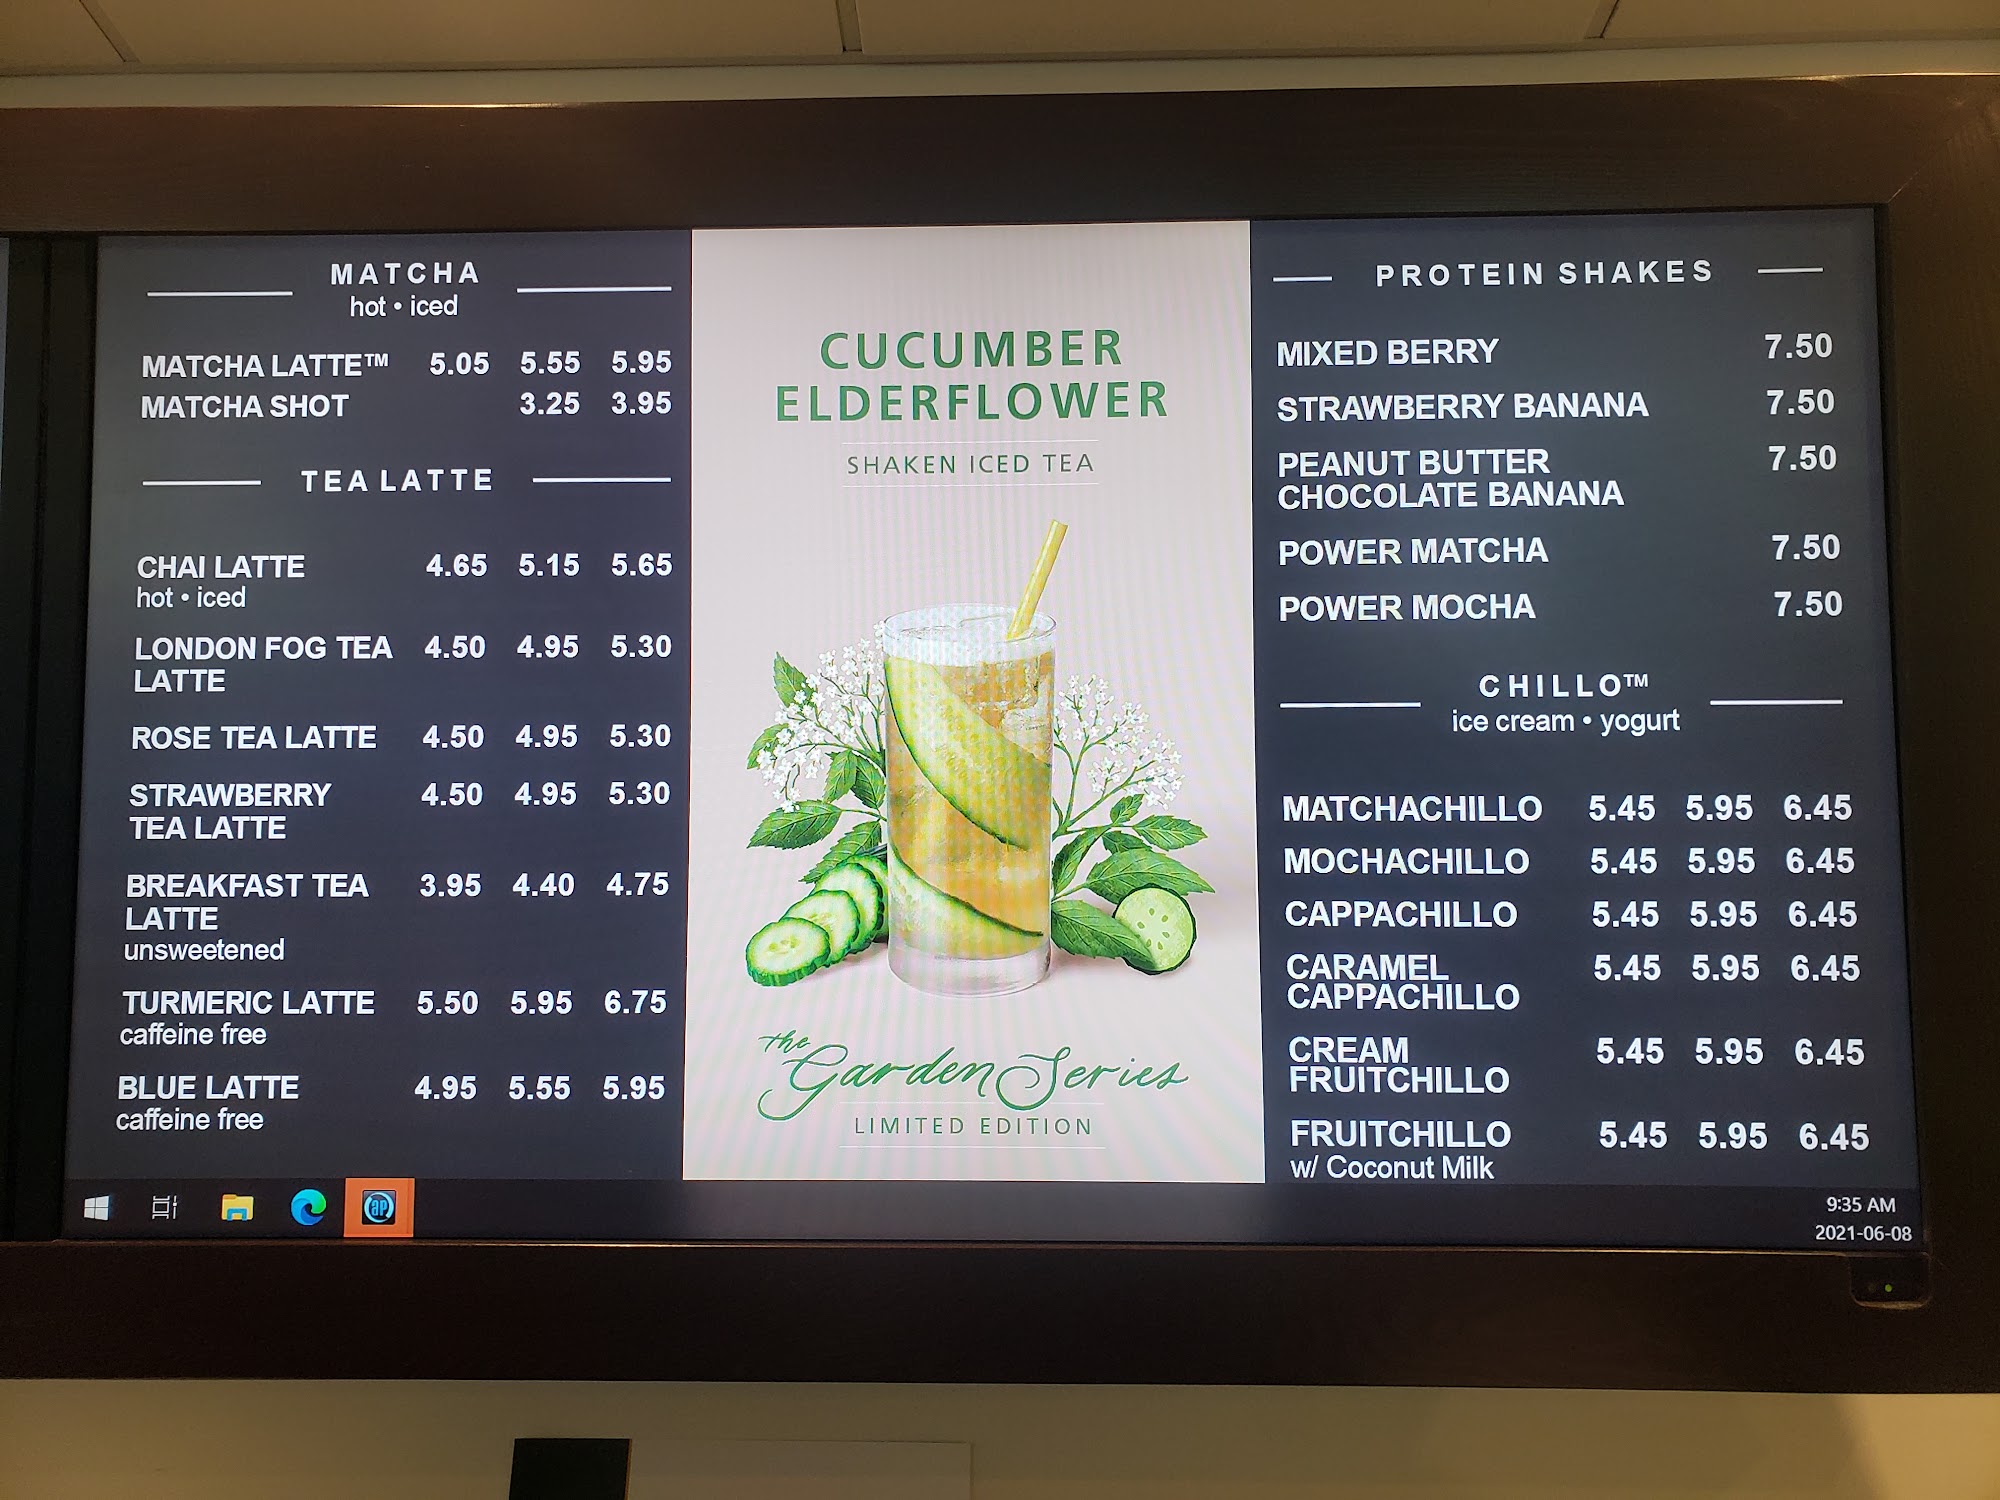 MATCHA
hot • iced
MATCHA LATTE™ 5.05 5.55 5.95
MATCHA SHOT 3.25 3.95
TEA LATTE
CHAI LATTE 4.65 5.15 5.65
hot • iced
LONDON FOG TEA 4.50 4.95 5.30
LATTE
ROSE TEA LATTE 4.50 4.95 5.30
STRAWBERRY 4.50 4.95 5.30
TEA LATTE
BREAKFAST TEA 3.95 4.40 4.75
LATTE
unsweetened
TURMERIC LATTE 5.50 5.95 6.75
caffeine free
BLUE LATTE 4.95 5.55 5.95
caffeine free
CUCUMBER
ELDERFLOWER
SHAKEN ICED TEA
the
Garden Series
LIMITED EDITION
PROTEIN SHAKES
MIXED BERRY 7.50
STRAWBERRY BANANA 7.50
PEANUT BUTTER 7.50
CHOCOLATE BANANA
POWER MATCHA 7.50
POWER MOCHA 7.50
CHILLO™
ice cream • yogurt
MATCHACHILLO 5.45 5.95 6.45
MOCHACHILLO 5.45 5.95 6.45
CAPPACHILLO 5.45 5.95 6.45
CARAMEL 5.45 5.95 6.45
CAPPACHILLO
CREAM 5.45 5.95 6.45
FRUITCHILLO
FRUITCHILLO 5.45 5.95 6.45
w/ Coconut Milk
ap
9:35 AM
2021-06-08